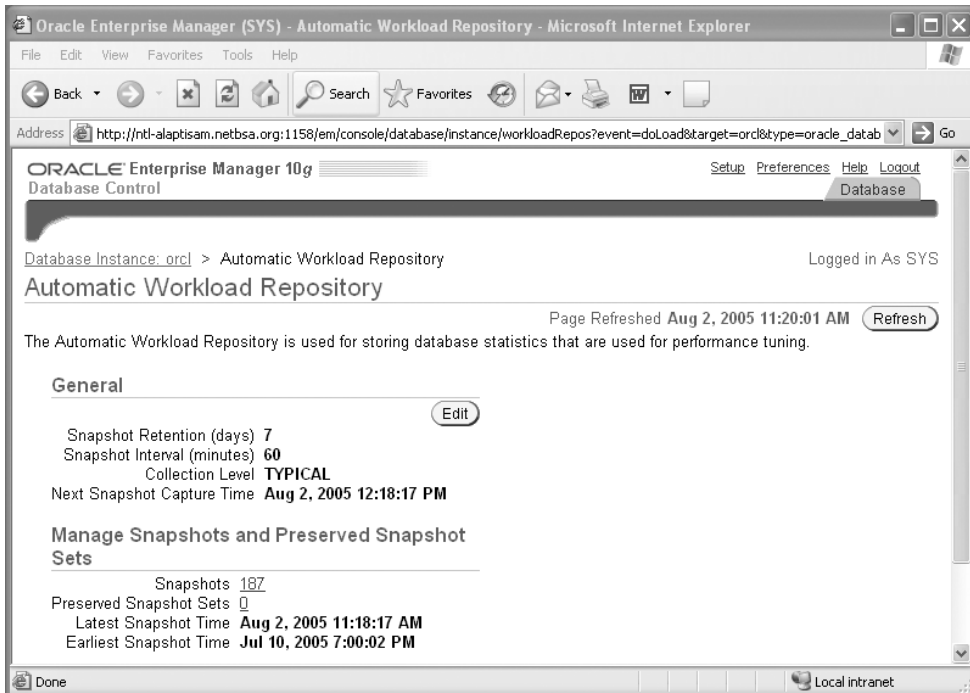 Oracle Enterprise Manager (SYS) - Automatic Workload Repository - Microsoft Internet Explorer
File Edit View Favorites Tools Help
Back Search Favorites
Address http://ntl-alaptisam.netbsa.org:1158/em/console/database/instance/workloadRepos?event=doLoad&target=orcl&type=oracle_datab Go
ORACLE Enterprise Manager 10g
Setup Preferences Help Logout
Database Control
Database
Database Instance: orcl > Automatic Workload Repository
Logged in As SYS
Automatic Workload Repository
Page Refreshed Aug 2, 2005 11:20:01 AM Refresh
The Automatic Workload Repository is used for storing database statistics that are used for performance tuning.
General
Edit
Snapshot Retention (days) 7
Snapshot Interval (minutes) 60
Collection Level TYPICAL
Next Snapshot Capture Time Aug 2, 2005 12:18:17 PM
Manage Snapshots and Preserved Snapshot
Sets
Snapshots 187
Preserved Snapshot Sets 0
Latest Snapshot Time Aug 2, 2005 11:18:17 AM
Earliest Snapshot Time Jul 10, 2005 7:00:02 PM
Done
Local intranet